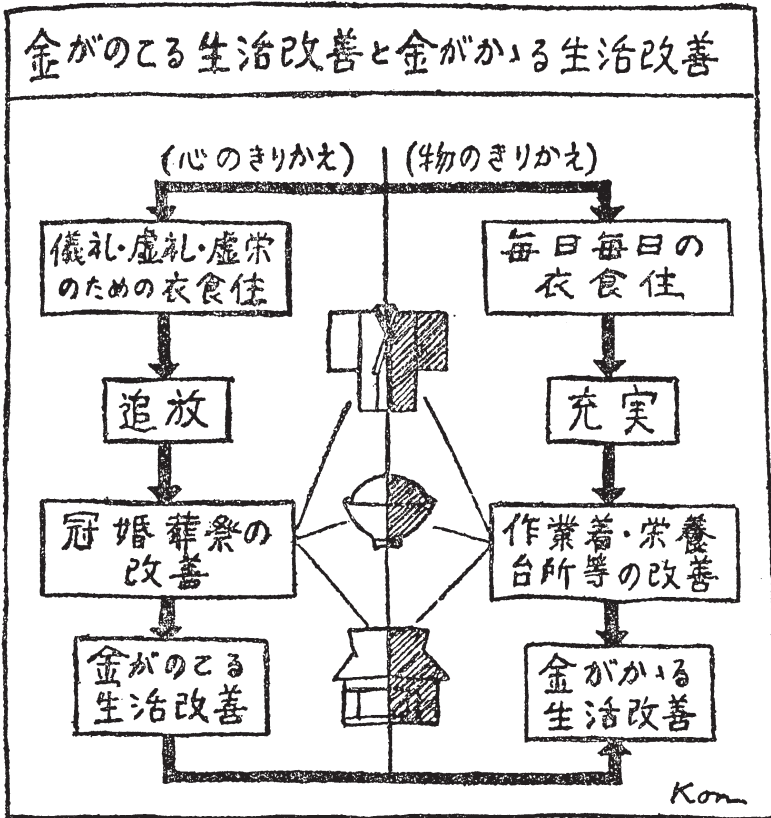 金がのこる生活改善と金がかゝる生活改善
(心のきりかえ)
(物のきりかえ)
儀礼・虚礼・虚栄
のための衣食住
毎日毎日の
衣食住
追放
充実
冠婚葬祭の
改善
作業着・栄養
台所等の改善
金がのこる
生活改善
金がかゝる
生活改善
Kon